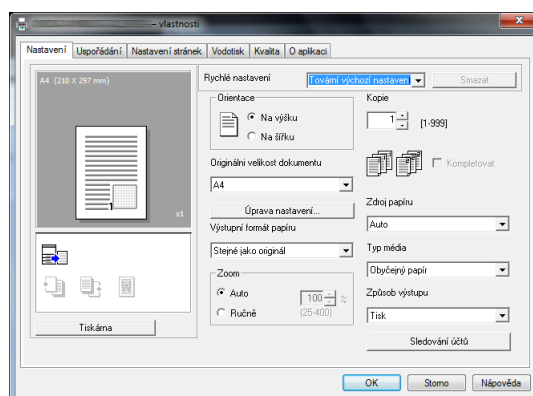 – vlastnosti
Nastavení Uspořádání Nastavení stránek Vodotisk Kvalita O aplikaci
A4 (210 X 297 mm)
1
x1
Tiskárna
Rychlé nastavení Tovární výchozí nastavení Smazat
Orientace
Na výšku
Na šířku
Originální velikost dokumentu
A4
Úprava nastavení...
Výstupní formát papíru
Stejné jako originál
Zoom
Auto
Ručně
100 %
(25-400)
Kopie
1 [1-999]
Kompletovat
Zdroj papíru
Auto
Typ média
Obyčejný papír
Způsob výstupu
Tisk
Sledování účtů
OK Storno Nápověda